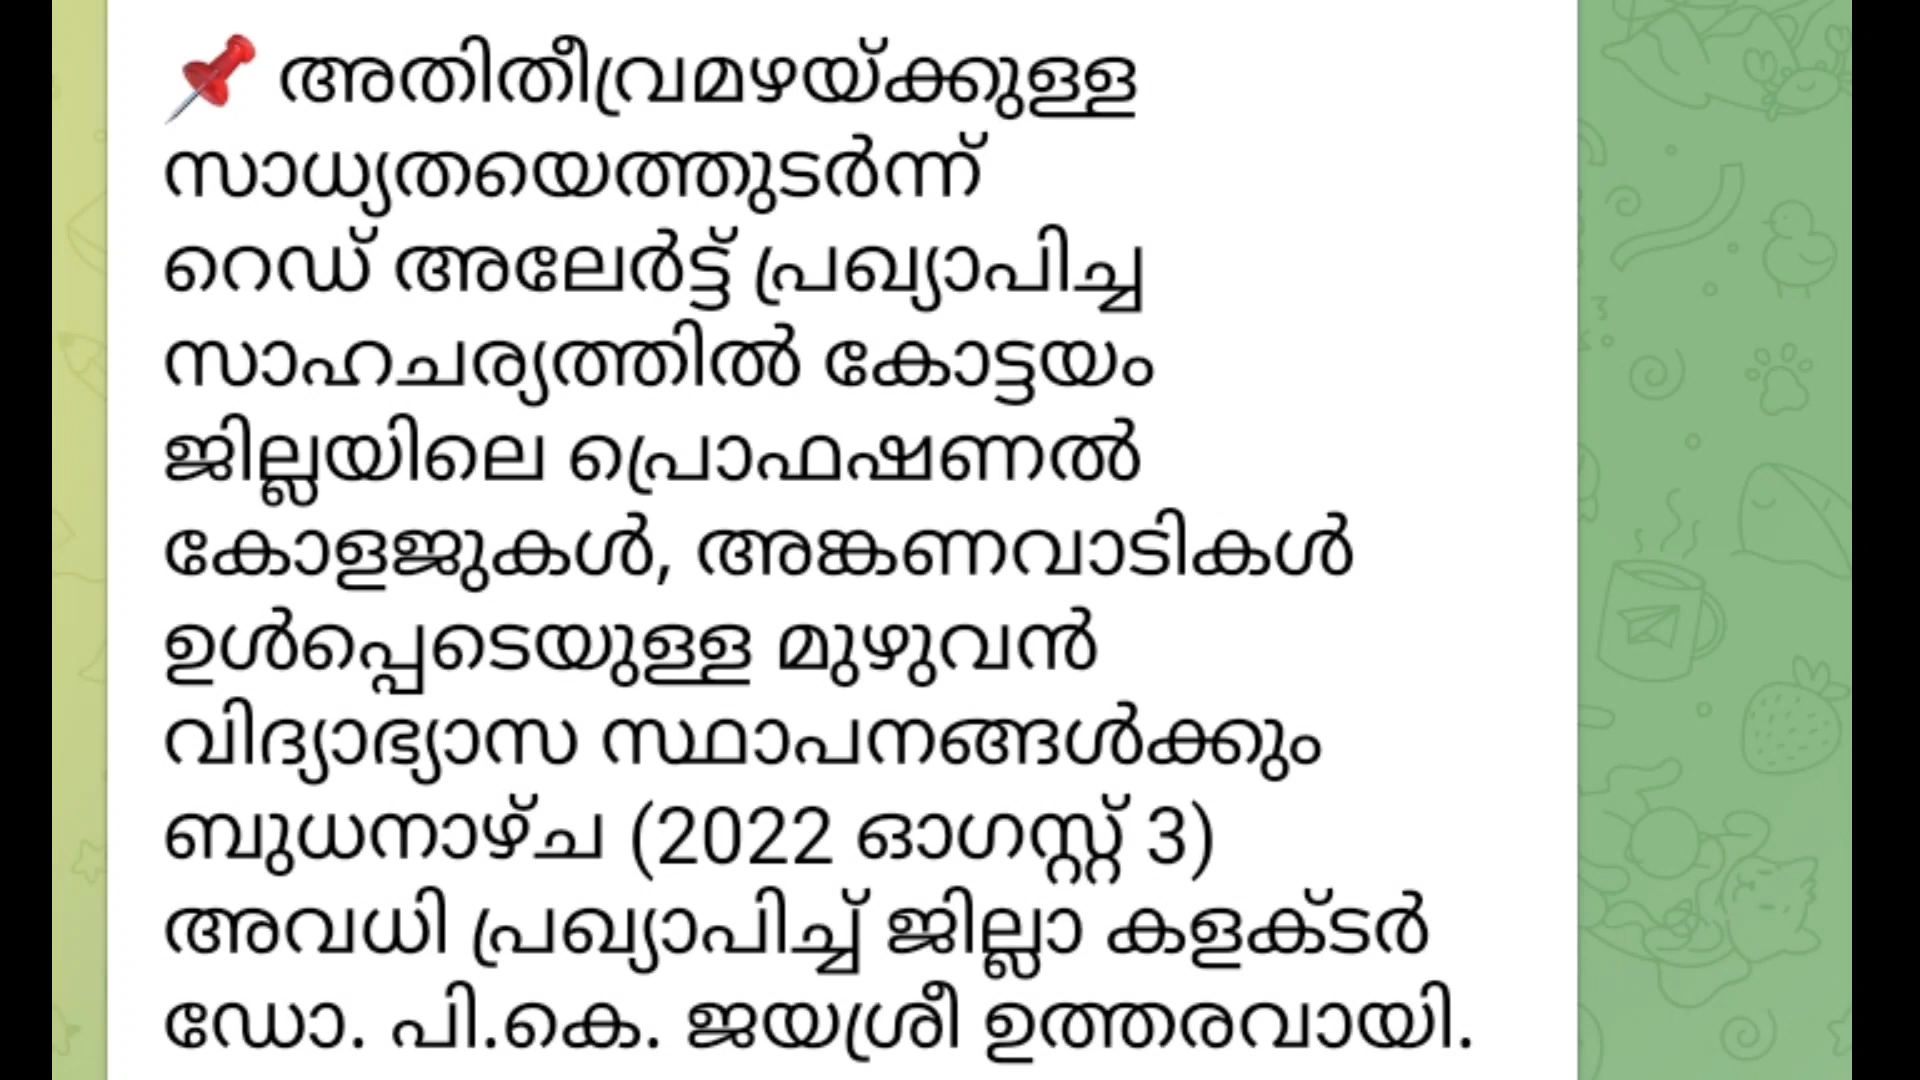 📌 അതിതീവ്രമഴയ്ക്കുള്ള
സാധ്യതയെത്തുടർന്ന്
റെഡ് അലേർട്ട് പ്രഖ്യാപിച്ച
സാഹചര്യത്തിൽ കോട്ടയം
ജില്ലയിലെ പ്രൊഫഷണൽ
കോളജുകൾ, അങ്കണവാടികൾ
ഉൾപ്പെടെയുള്ള മുഴുവൻ
വിദ്യാഭ്യാസ സ്ഥാപനങ്ങൾക്കും
ബുധനാഴ്ച (2022 ഓഗസ്റ്റ് 3)
അവധി പ്രഖ്യാപിച്ച് ജില്ലാ കളക്ടർ
ഡോ. പി.കെ. ജയശ്രീ ഉത്തരവായി.